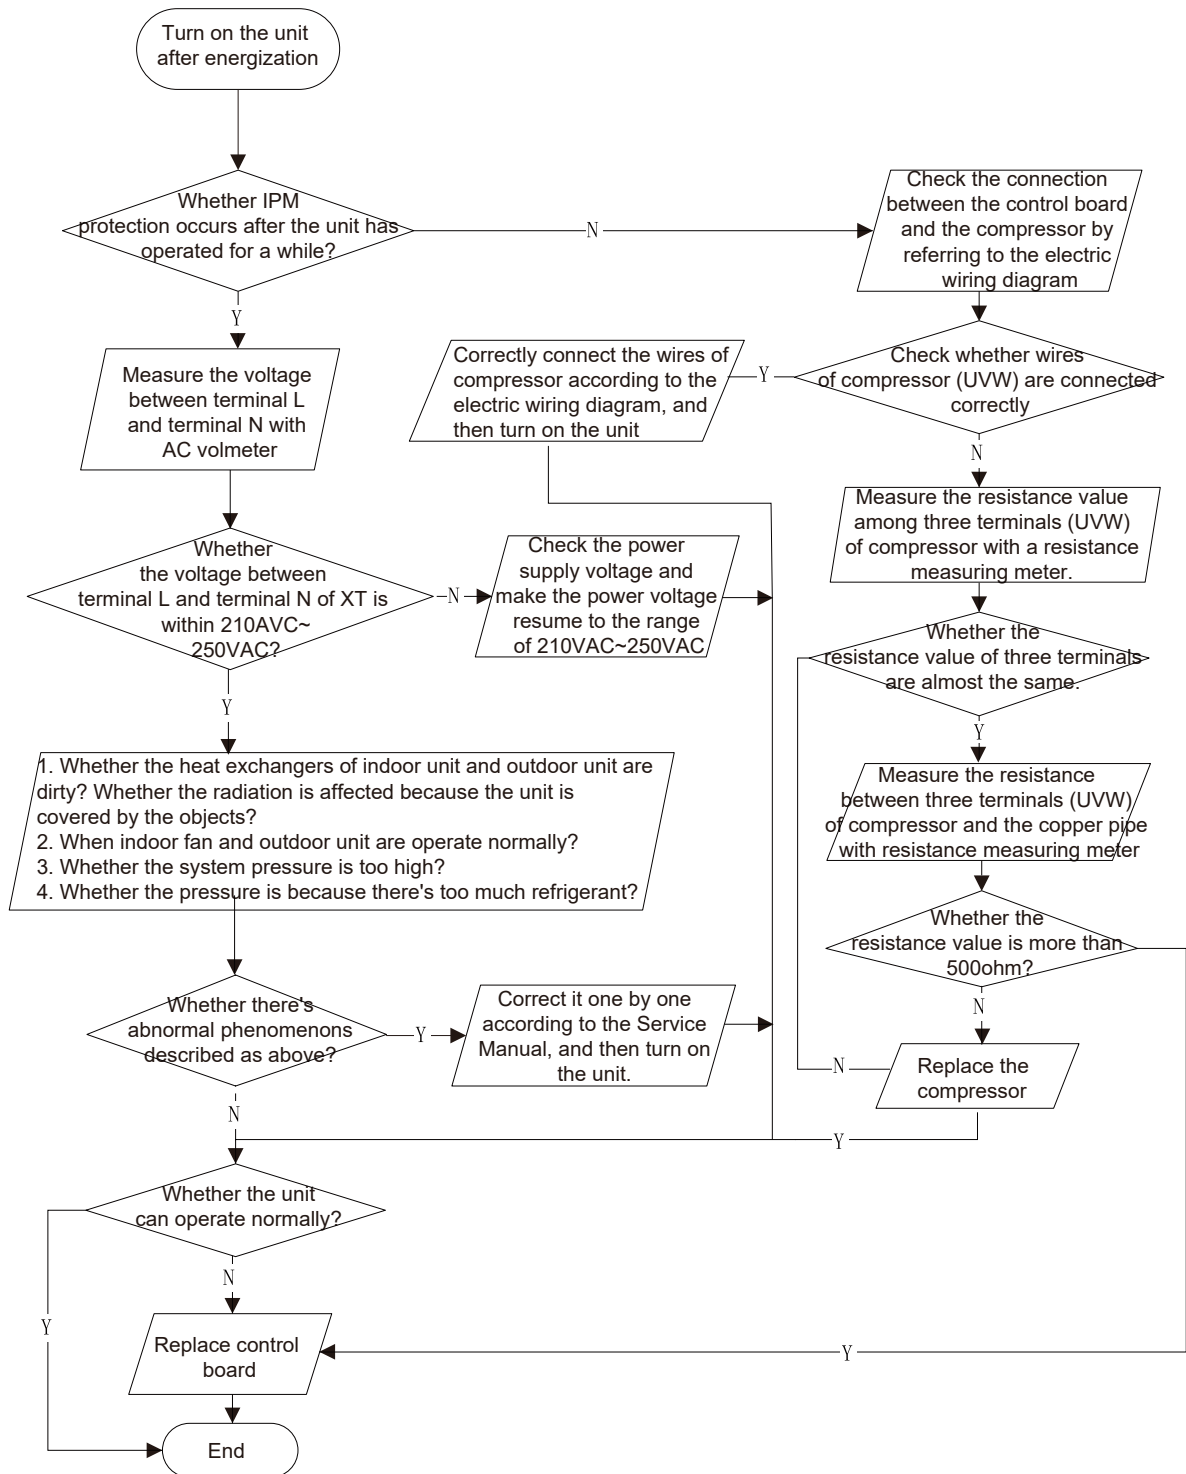 Turn on the unit
after energization
Whether IPM
protection occurs after the unit has
operated for a while?
N
Check the connection
between the control board
and the compressor by
referring to the electric
wiring diagram
Y
Measure the voltage
between terminal L
and terminal N with
AC volmeter
Correctly connect the wires of
compressor according to the
electric wiring diagram, and
then turn on the unit
Y
Check whether wires
of compressor (UVW) are connected
correctly
N
Measure the resistance value
among three terminals (UVW)
of compressor with a resistance
measuring meter.
Whether
the voltage between
terminal L and terminal N of XT is
within 210AVC~
250VAC?
N
Check the power
supply voltage and
make the power voltage
resume to the range
of 210VAC~250VAC
Whether the
resistance value of three terminals
are almost the same.
Y
Y
1. Whether the heat exchangers of indoor unit and outdoor unit are
dirty? Whether the radiation is affected because the unit is
covered by the objects?
2. When indoor fan and outdoor unit are operate normally?
3. Whether the system pressure is too high?
4. Whether the pressure is because there's too much refrigerant?
Measure the resistance
between three terminals (UVW)
of compressor and the copper pipe
with resistance measuring meter
Whether the
resistance value is more than
500ohm?
N
Whether there's
abnormal phenomenons
described as above?
Y
Correct it one by one
according to the Service
Manual, and then turn on
the unit.
N
Replace the
compressor
N
Y
Whether the unit
can operate normally?
N
Y
Replace control
board
Y
End